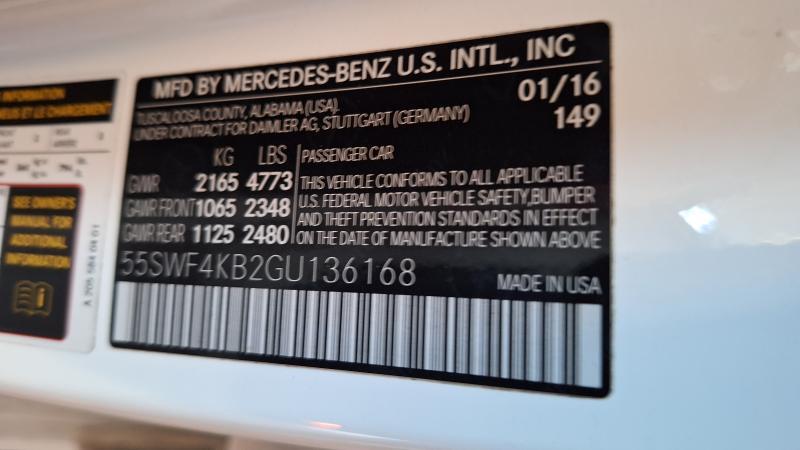 MFD BY MERCEDES-BENZ U.S. INTL., INC
TUSCALOOSA COUNTY, ALABAMA (USA).
UNDER CONTRACT FOR DAIMLER AG, STUTTGART (GERMANY)
01/16
149
KG LBS
GVWR 2165 4773
GAWR FRONT 1065 2348
GAWR REAR 1125 2480
PASSENGER CAR
THIS VEHICLE CONFORMS TO ALL APPLICABLE
U.S. FEDERAL MOTOR VEHICLE SAFETY, BUMPER
AND THEFT PREVENTION STANDARDS IN EFFECT
ON THE DATE OF MANUFACTURE SHOWN ABOVE
55SWF4KB2GU136168
MADE IN USA
INFORMATION
SEE OWNER'S
MANUAL FOR
ADDITIONAL
INFORMATION